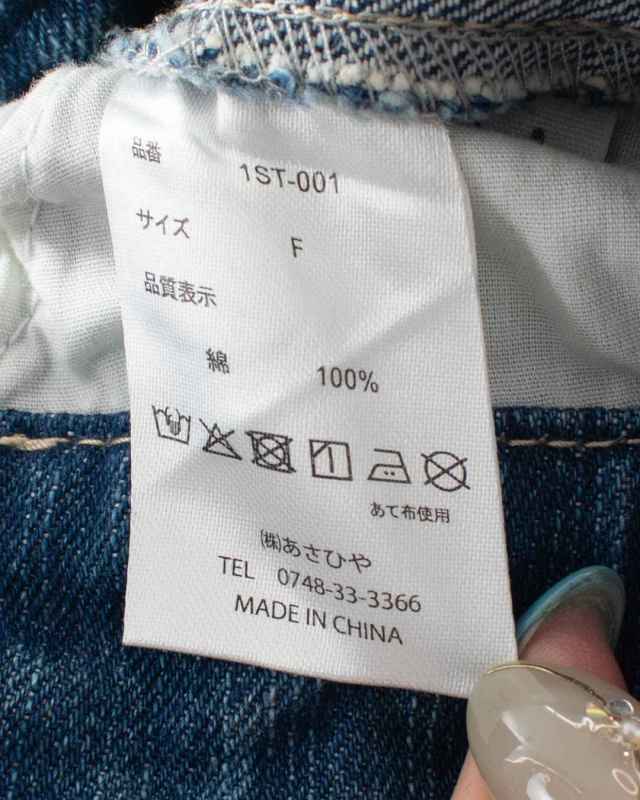 品番 1ST-001
サイズ F
品質表示
綿 100%
あて布使用
㈱あさひや
TEL 0748-33-3366
MADE IN CHINA